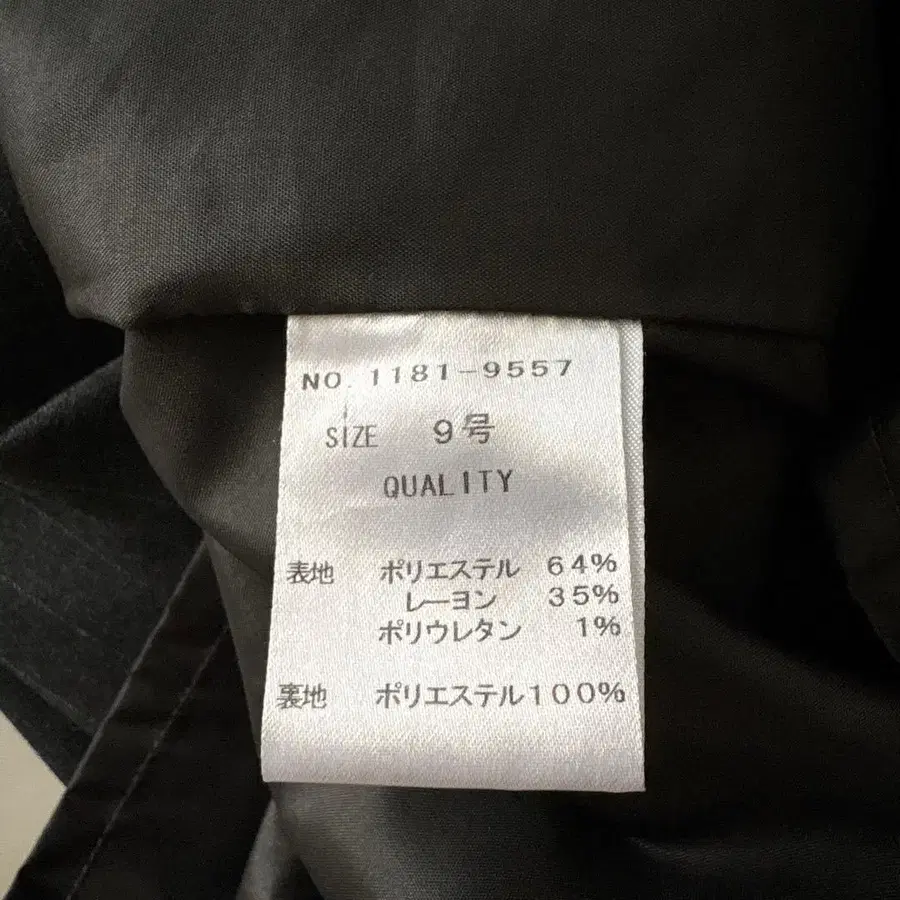 NO. 1181-9557
SIZE 9号
QUALITY
表地 ポリエステル 64%
レーヨン 35%
ポリウレタン 1%
裏地 ポリエステル100%